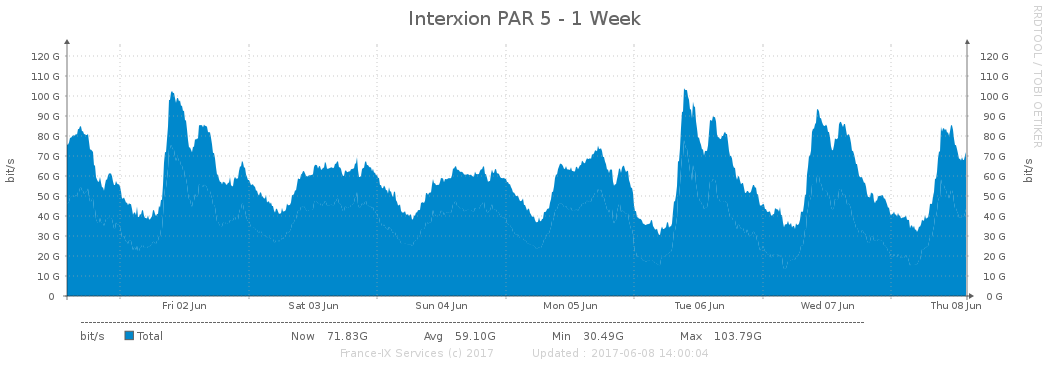 Interxion PAR 5 - 1 Week
RRDTOOL / TOBI OETIKER
bit/s
120 G 120 G
110 G 110 G
100 G 100 G
90 G 90 G
80 G 80 G
70 G 70 G
60 G 60 G
50 G 50 G
40 G 40 G
30 G 30 G
20 G 20 G
10 G 10 G
0 0 G
bit/s
Fri 02 Jun Sat 03 Jun Sun 04 Jun Mon 05 Jun Tue 06 Jun Wed 07 Jun Thu 08 Jun
bit/s Total Now 71.83G Avg 59.10G Min 30.49G Max 103.79G
France-IX Services (c) 2017 Updated : 2017-06-08 14:00:04